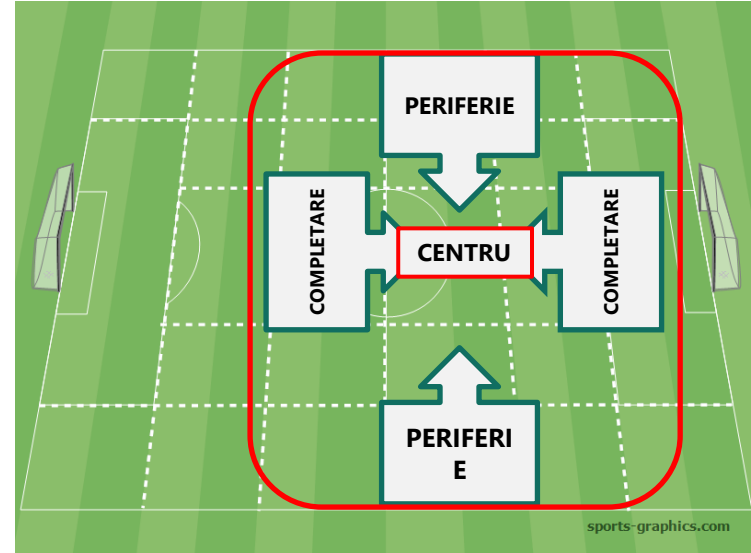 PERIFERIE
COMPLETARE
CENTRU
COMPLETARE
PERIFERI
E
sports-graphics.com